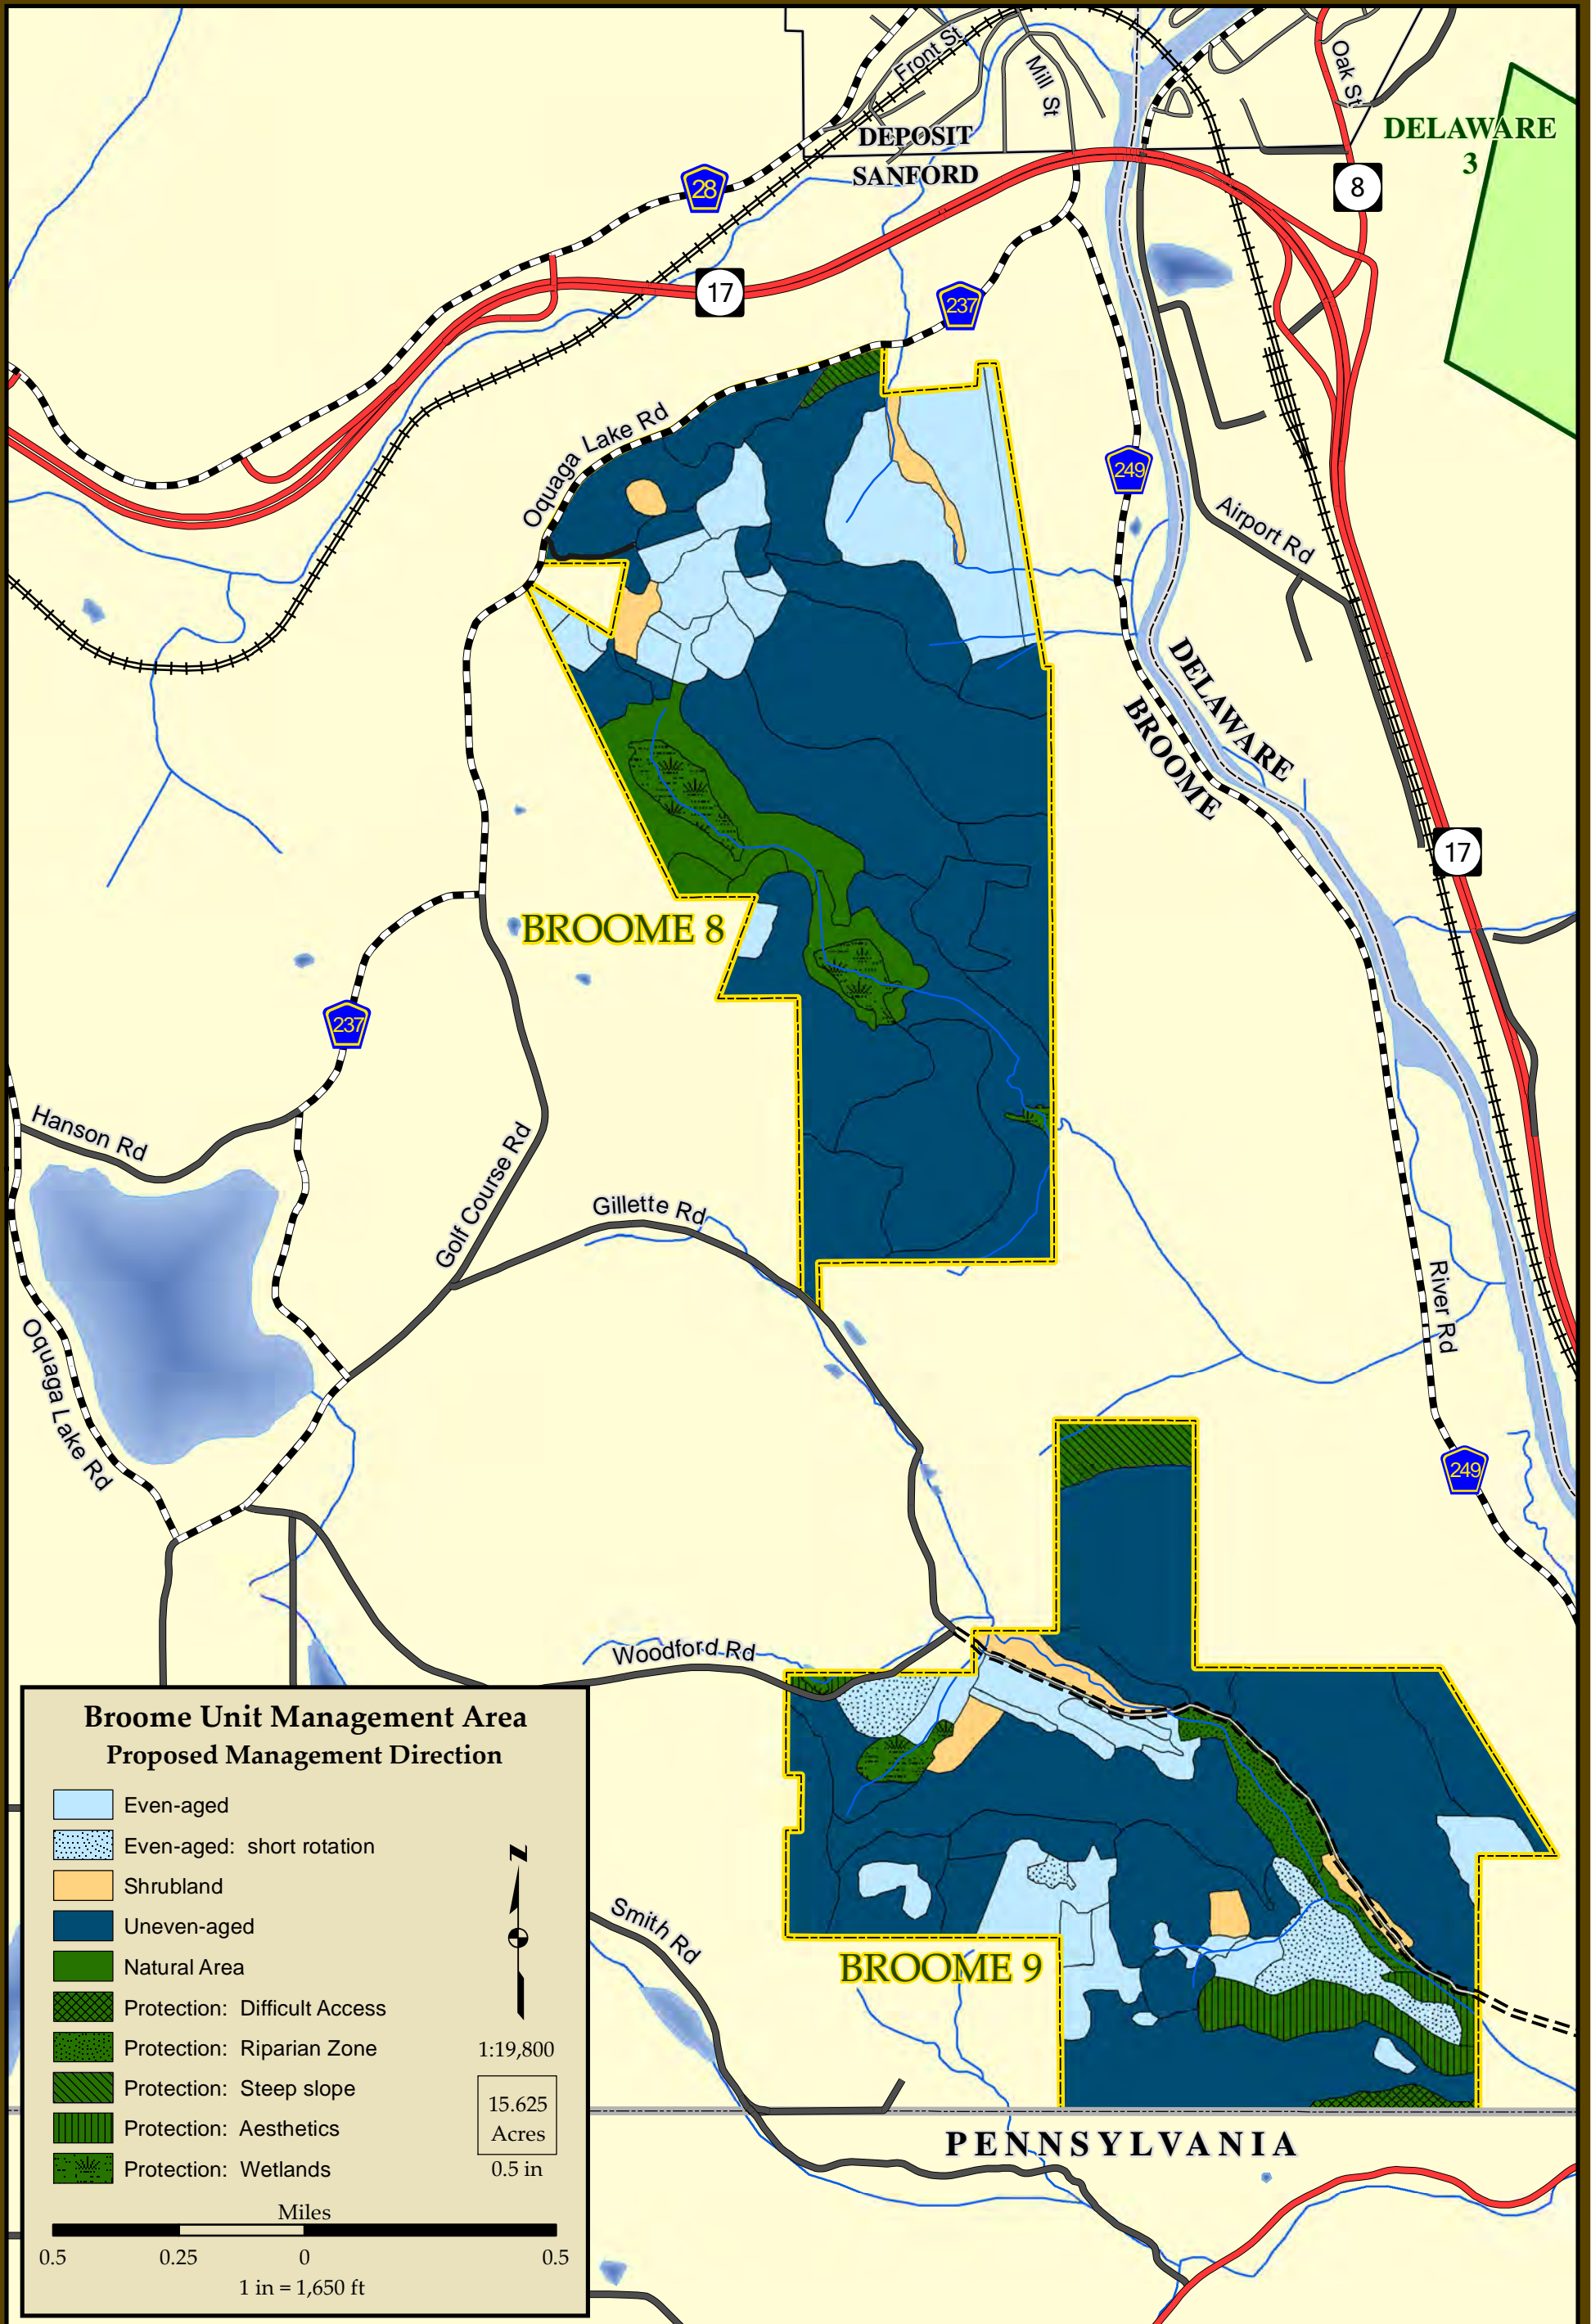 Front St
Mill St
Oak St
DEPOSIT
SANFORD
DELAWARE
3
28
8
17
237
Oquaga Lake Rd
249
Airport Rd
DELAWARE
BROOME
17
BROOME 8
237
Hanson Rd
Golf Course Rd
Gillette Rd
River Rd
Oquaga Lake Rd
249
Woodford Rd
Smith Rd
BROOME 9
PENNSYLVANIA
Broome Unit Management Area
Proposed Management Direction
Even-aged
Even-aged: short rotation
Shrubland
Uneven-aged
Natural Area
Protection: Difficult Access
Protection: Riparian Zone
Protection: Steep slope
Protection: Aesthetics
Protection: Wetlands
N
1:19,800
15.625
Acres
0.5 in
Miles
0.5 0.25 0 0.5
1 in = 1,650 ft